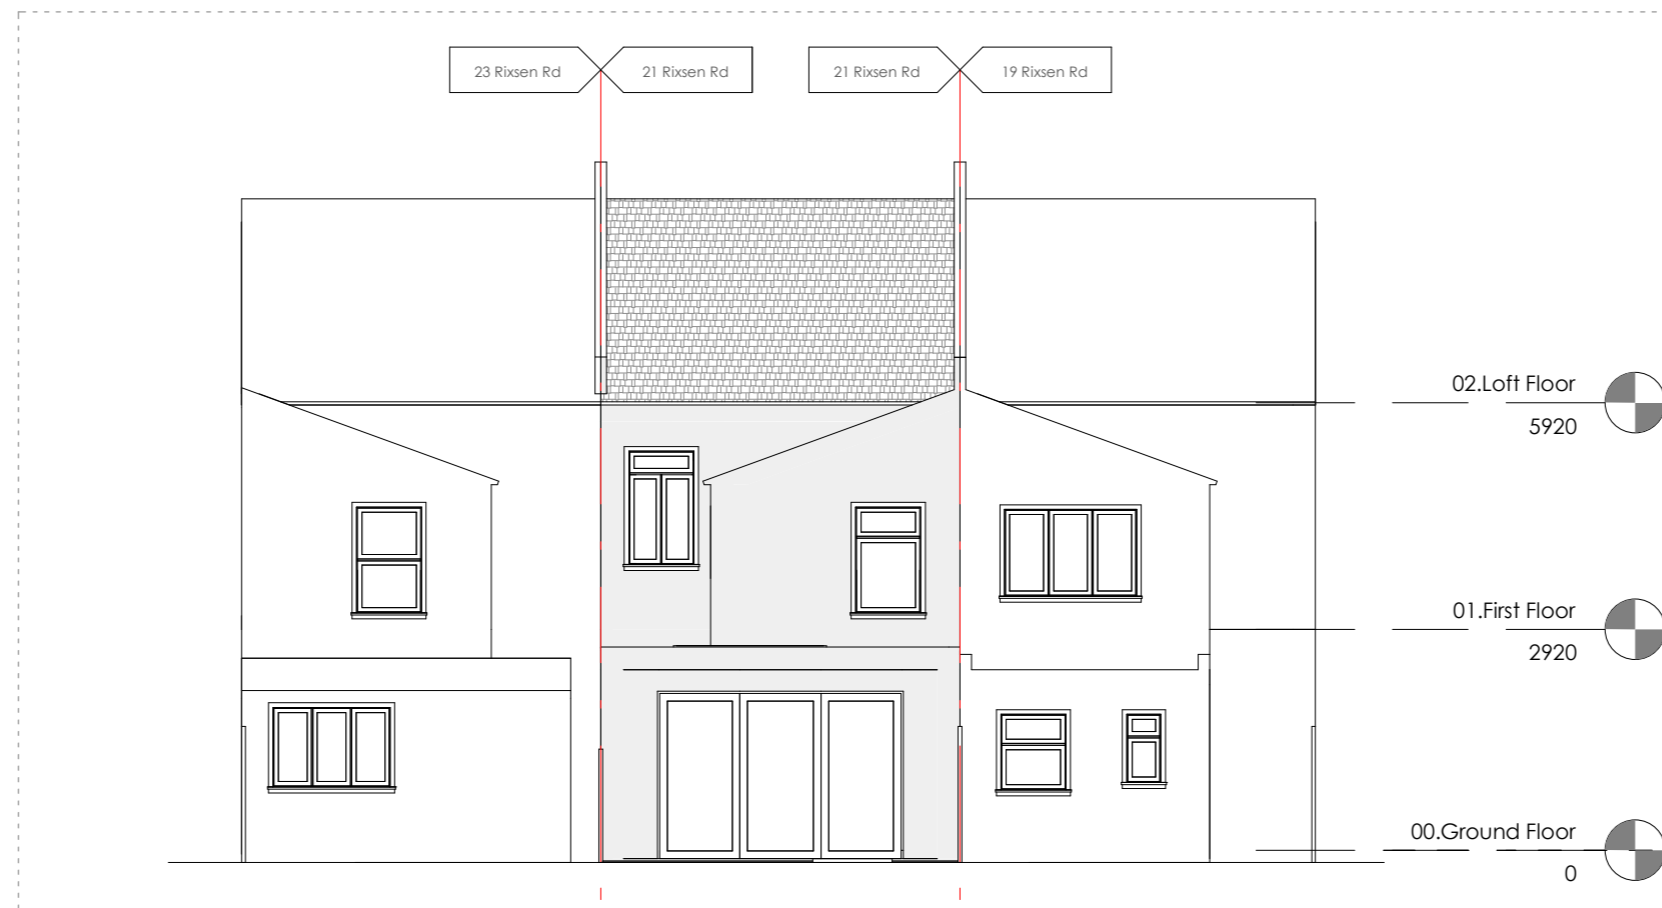 23 Rixsen Rd
21 Rixsen Rd
21 Rixsen Rd
19 Rixsen Rd
02.Loft Floor
5920
01.First Floor
2920
00.Ground Floor
0